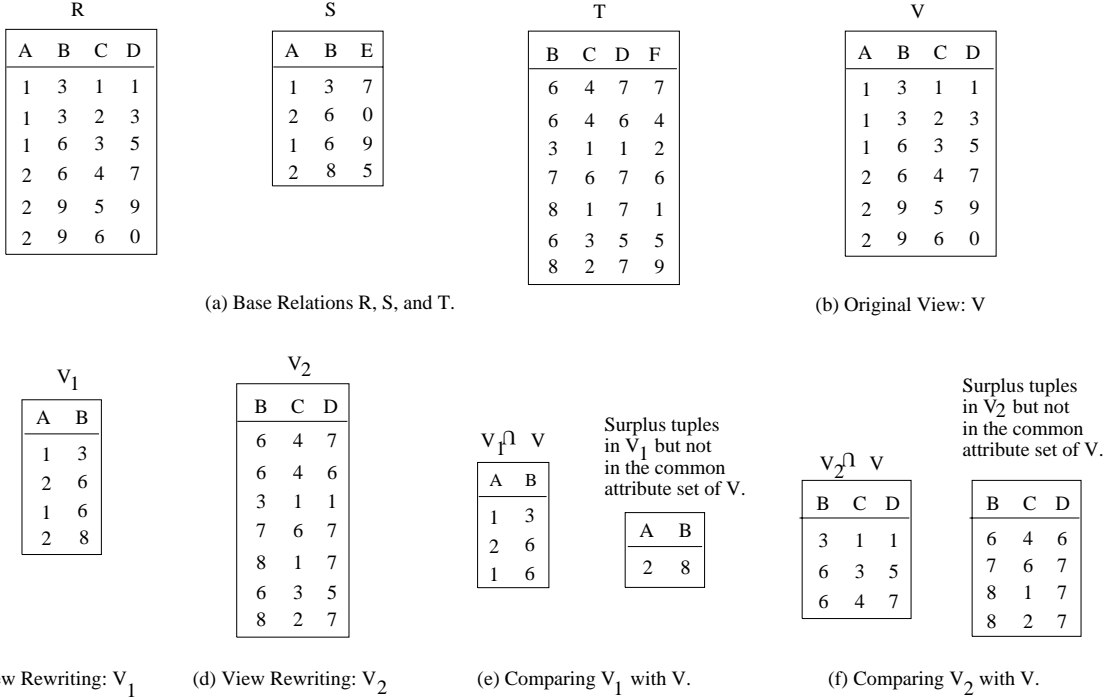 R
A B C D
1 3 1 1
1 3 2 3
1 6 3 5
2 6 4 7
2 9 5 9
2 9 6 0
S
A B E
1 3 7
2 6 0
1 6 9
2 8 5
T
B C D F
6 4 7 7
6 4 6 4
3 1 1 2
7 6 7 6
8 1 7 1
6 3 5 5
8 2 7 9
(a) Base Relations R, S, and T.
V
A B C D
1 3 1 1
1 3 2 3
1 6 3 5
2 6 4 7
2 9 5 9
2 9 6 0
(b) Original View: V
V1
A B
1 3
2 6
1 6
2 8
ew Rewriting: V1
V2
B C D
6 4 7
6 4 6
3 1 1
7 6 7
8 1 7
6 3 5
8 2 7
(d) View Rewriting: V2
V1∩ V
A B
1 3
2 6
1 6
Surplus tuples
in V1 but not
in the common
attribute set of V.
A B
2 8
(e) Comparing V1 with V.
V2∩ V
B C D
3 1 1
6 3 5
6 4 7
Surplus tuples
in V2 but not
in the common
attribute set of V.
B C D
6 4 6
7 6 7
8 1 7
8 2 7
(f) Comparing V2 with V.